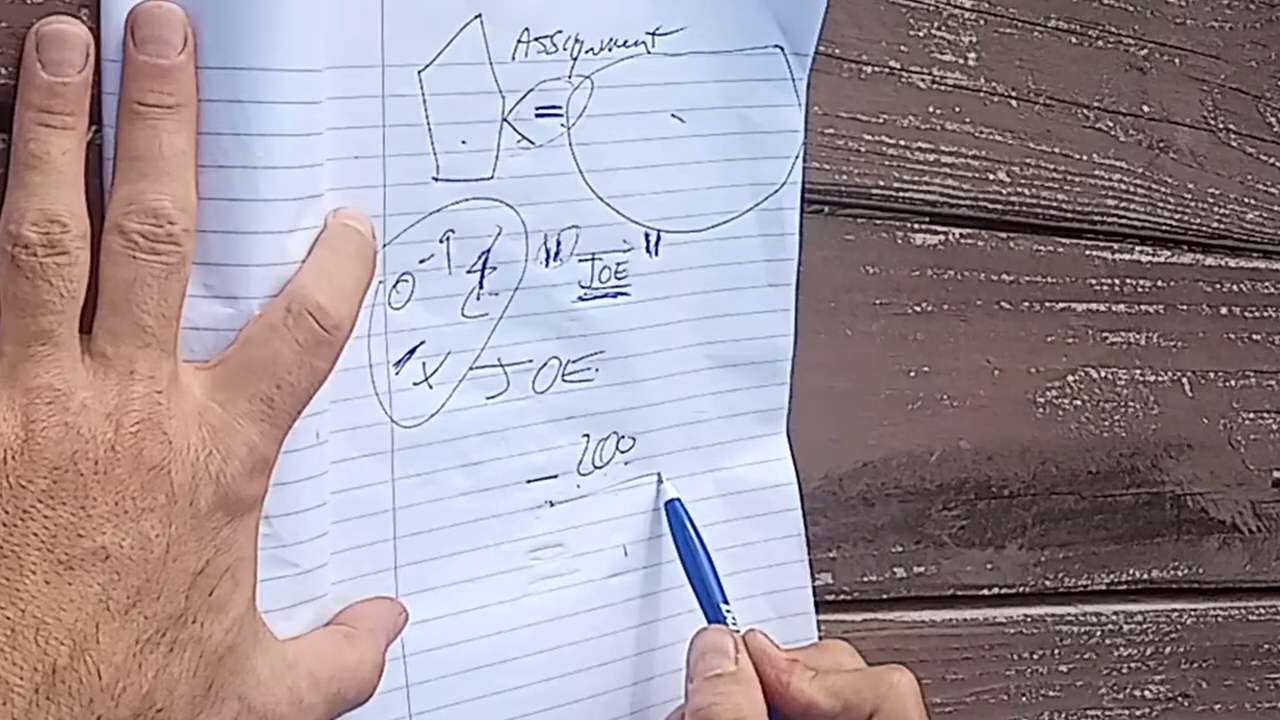 Assignment
=
" JOE "
JOE
- 200